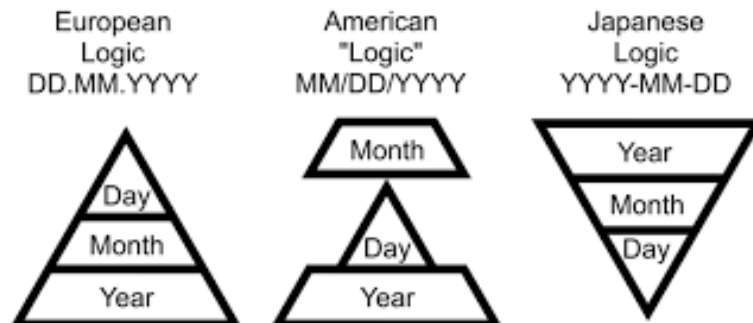 European
Logic
DD.MM.YYYY
Day
Month
Year
American
"Logic"
MM/DD/YYYY
Month
Day
Year
Japanese
Logic
YYYY-MM-DD
Year
Month
Day